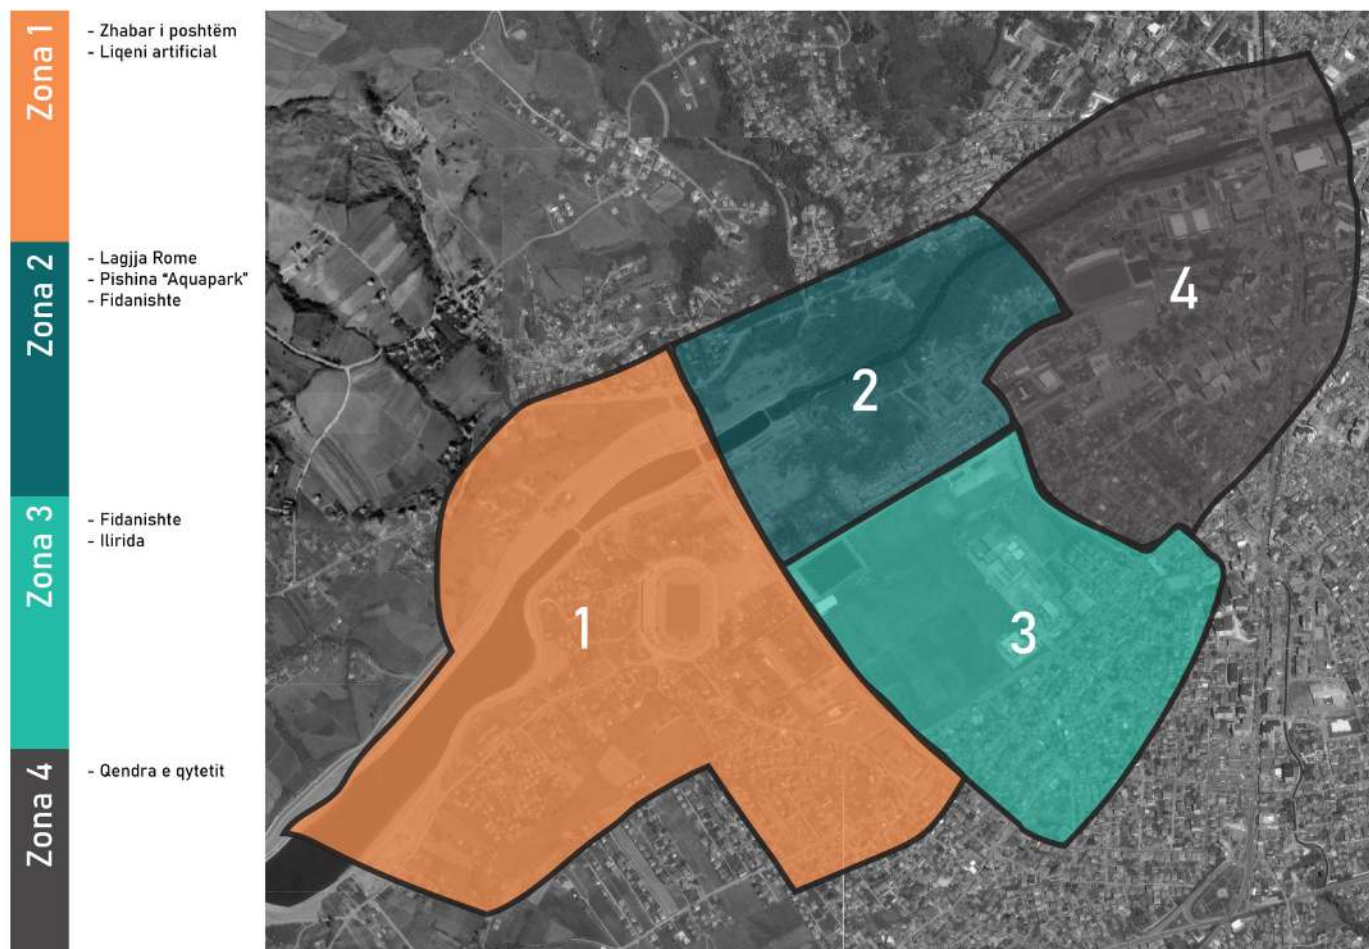 Zona 1
- Zhabar i poshtëm
- Liqeni artificial
Zona 2
- Lagjja Rome
- Pishina "Aquapark"
- Fidanishte
Zona 3
- Fidanishte
- Ilirida
Zona 4
- Qendra e qytetit
4
2
1
3